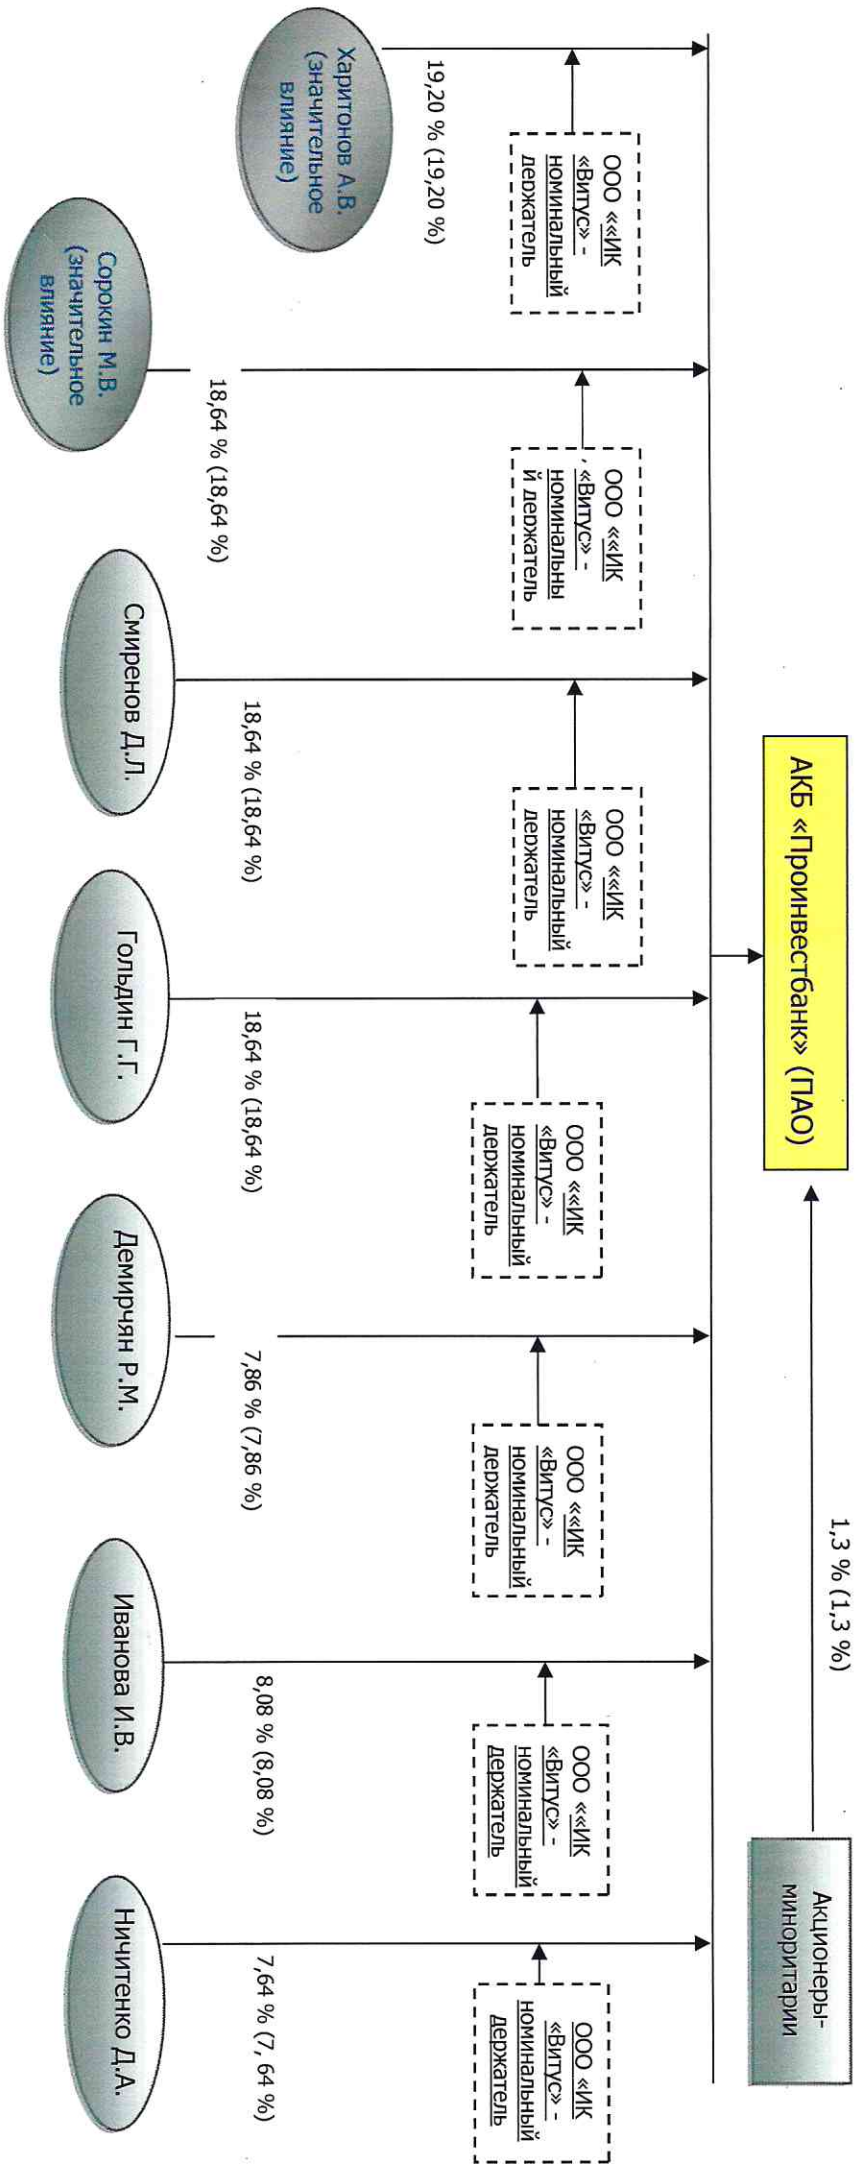 1,3 % (1,3 %)
АКБ «Проинвестбанк» (ПАО)
Акционеры-
миноритарии
ООО ««ИК
«Витус» -
номинальный
держатель
ООО ««ИК
«Витус» -
номинальны
й держатель
ООО ««ИК
«Витус» -
номинальный
держатель
ООО ««ИК
«Витус» -
номинальный
держатель
ООО ««ИК
«Витус» -
номинальный
держатель
ООО ««ИК
«Витус» -
номинальный
держатель
ООО «ИК
«Витус» -
номинальный
держатель
19,20 % (19,20 %)
18,64 % (18,64 %)
18,64 % (18,64 %)
18,64 % (18,64 %)
7,86 % (7,86 %)
8,08 % (8,08 %)
7,64 % (7, 64 %)
Харитонов А.В.
(значительное
влияние)
Сорокин М.В.
(значительное
влияние)
Смиренов Д.Л.
Гольдин Г.Г.
Демирчян Р.М.
Иванова И.В.
Ничитенко Д.А.